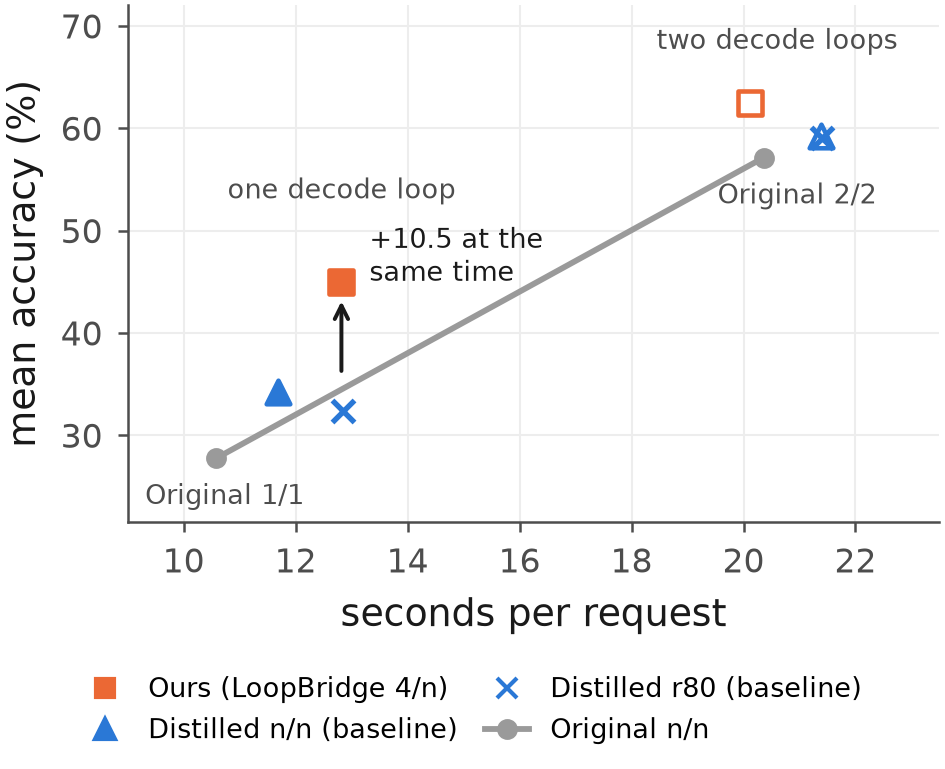 70
60
50
40
30
mean accuracy (%)
two decode loops
Original 2/2
one decode loop
+10.5 at the
same time
Original 1/1
10 12 14 16 18 20 22
seconds per request
Ours (LoopBridge 4/n)
Distilled n/n (baseline)
Distilled r80 (baseline)
Original n/n